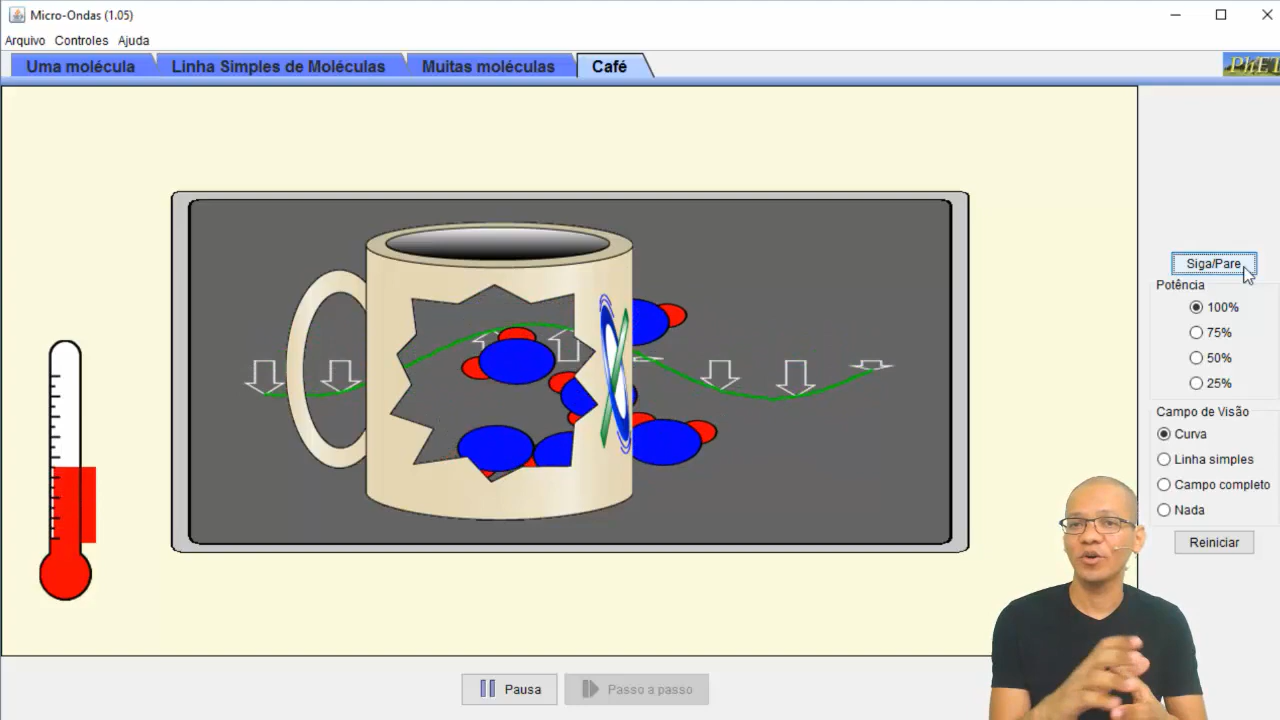 Micro-Ondas (1.05)
Arquivo Controles Ajuda
Uma molécula Linha Simples de Moléculas Muitas moléculas Café
PhET
Siga/Pare
Potência
100%
75%
50%
25%
Campo de Visão
Curva
Linha simples
Campo completo
Nada
Reiniciar
Pausa Passo a passo